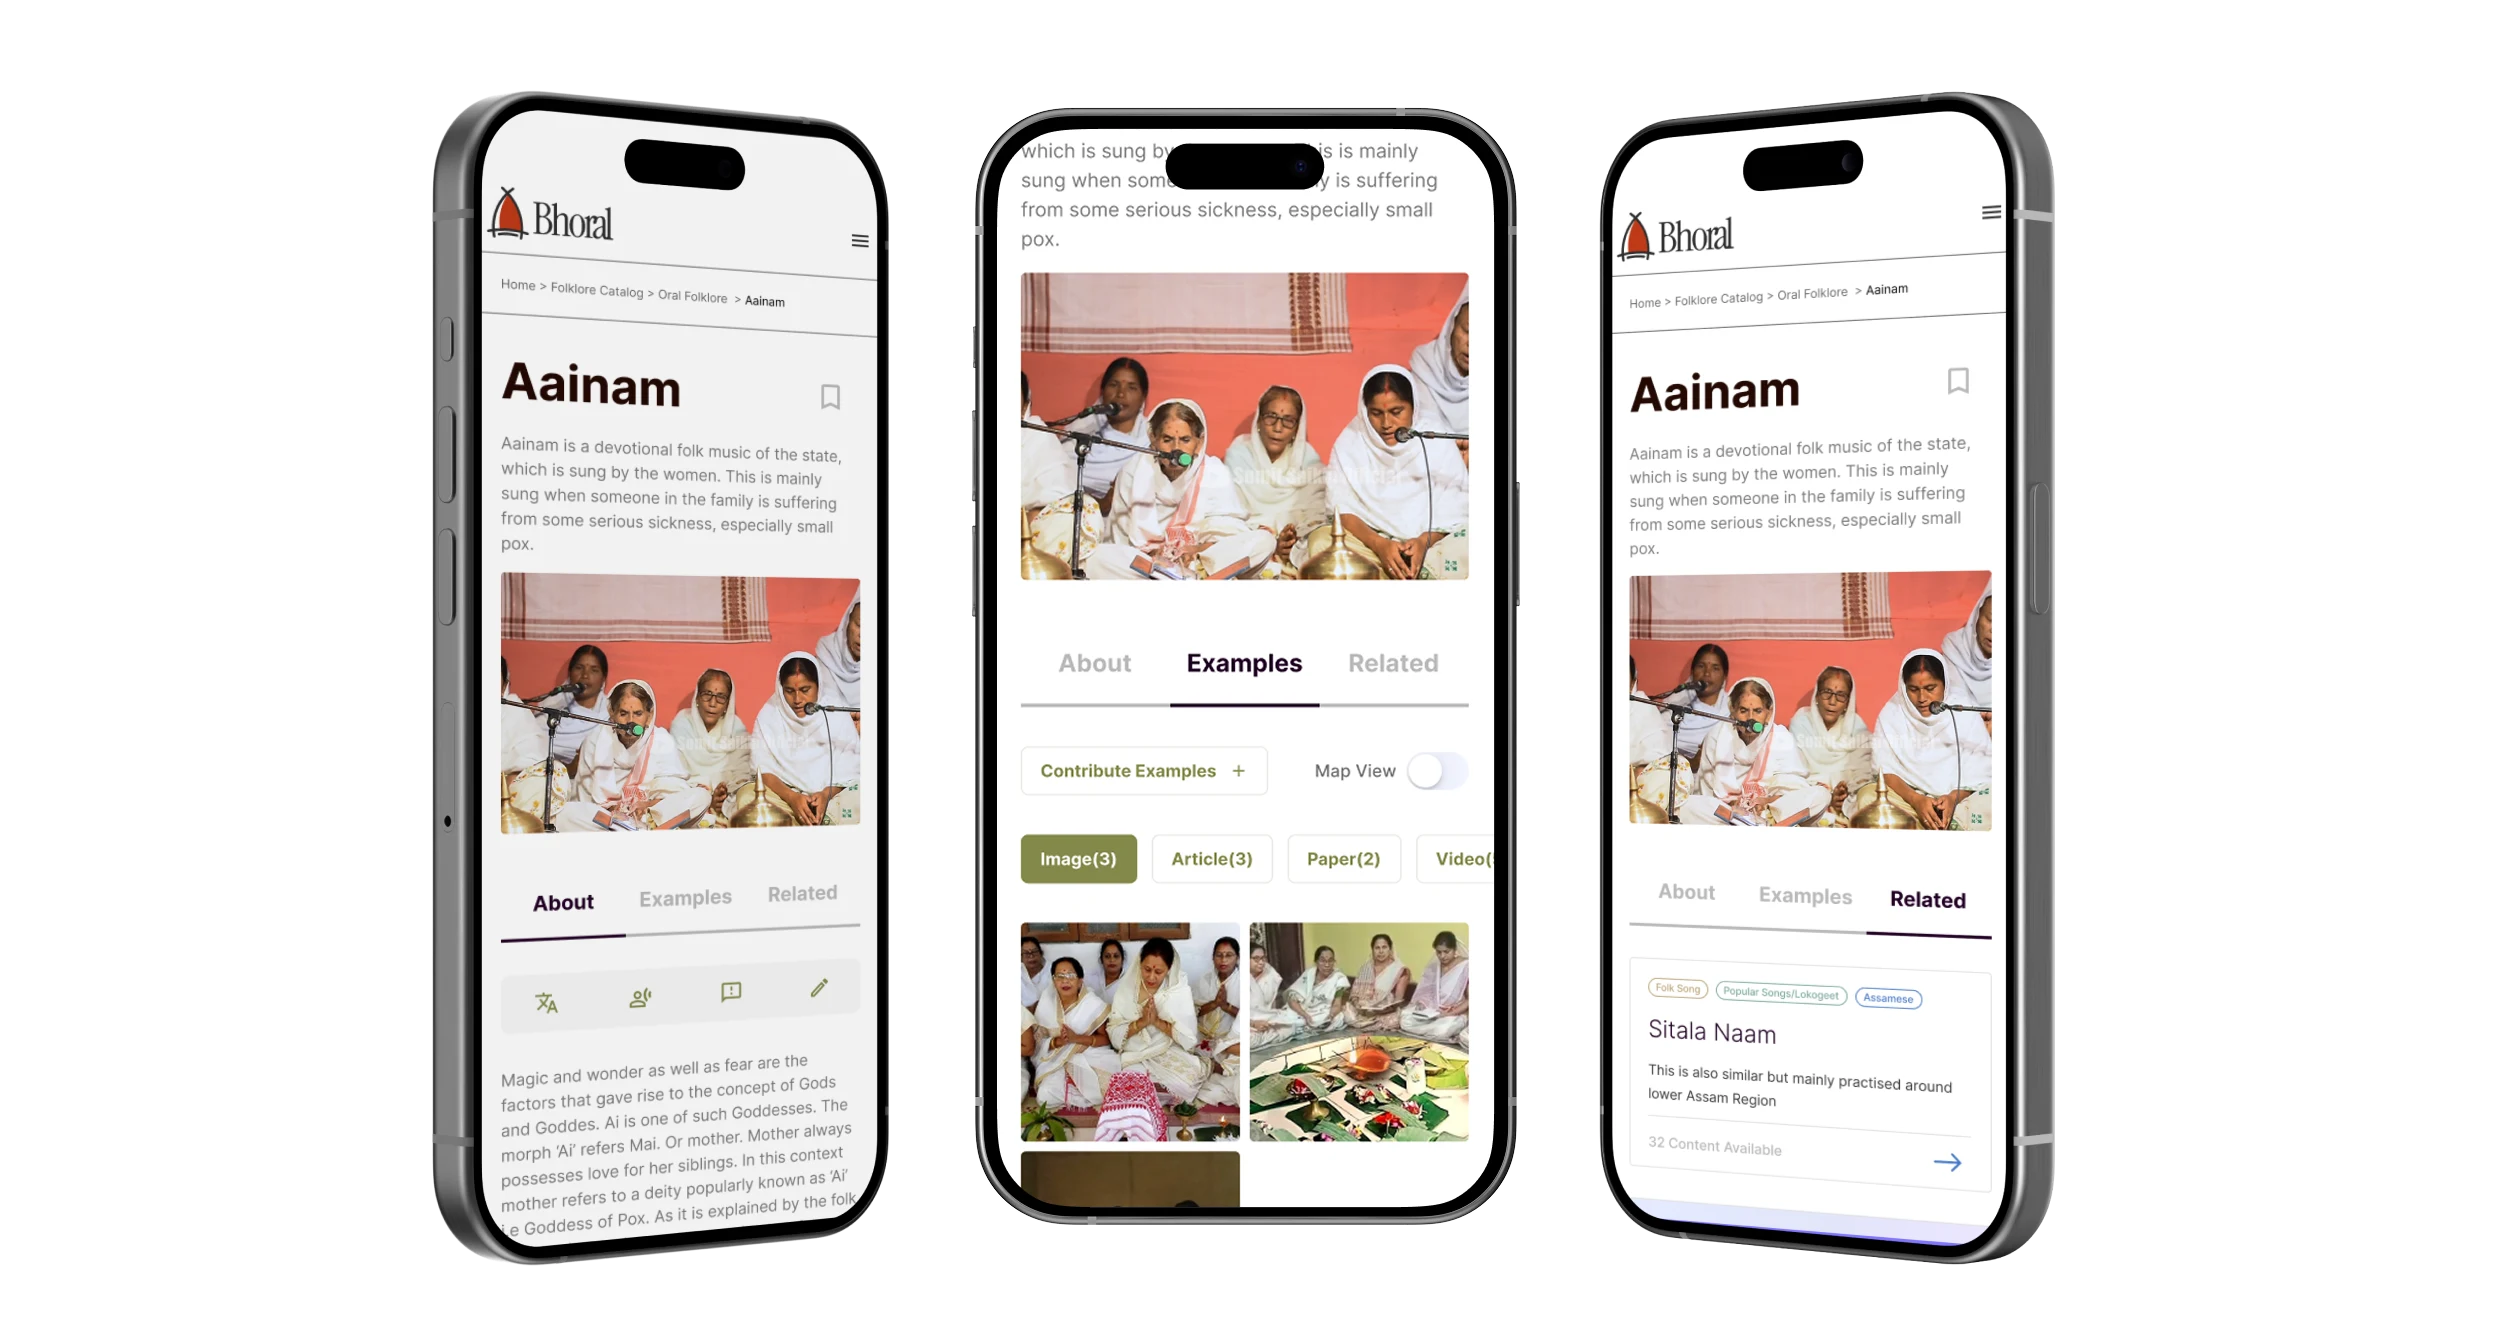 Bhoral
Home > Folklore Catalog > Oral Folklore > Aainam
Aainam
Aainam is a devotional folk music of the state,
which is sung by the women. This is mainly
sung when someone in the family is suffering
from some serious sickness, especially small
pox.
About Examples Related
Magic and wonder as well as fear are the
factors that gave rise to the concept of Gods
and Goddes. Ai is one of such Goddesses. The
morph ‘Ai’ refers Mai. Or mother. Mother always
possesses love for her siblings. In this context
mother refers to a deity popularly known as ‘Ai’
i.e Goddess of Pox. As it is explained by the folk
which is sung by is is mainly
sung when some y is suffering
from some serious sickness, especially small
pox.
About Examples Related
Contribute Examples + Map View
Image(3) Article(3) Paper(2) Video(
Bhoral
Home > Folklore Catalog > Oral Folklore > Aainam
Aainam
Aainam is a devotional folk music of the state,
which is sung by the women. This is mainly
sung when someone in the family is suffering
from some serious sickness, especially small
pox.
About Examples Related
Folk Song Popular Songs/Lokogeet Assamese
Sitala Naam
This is also similar but mainly practised around
lower Assam Region
32 Content Available